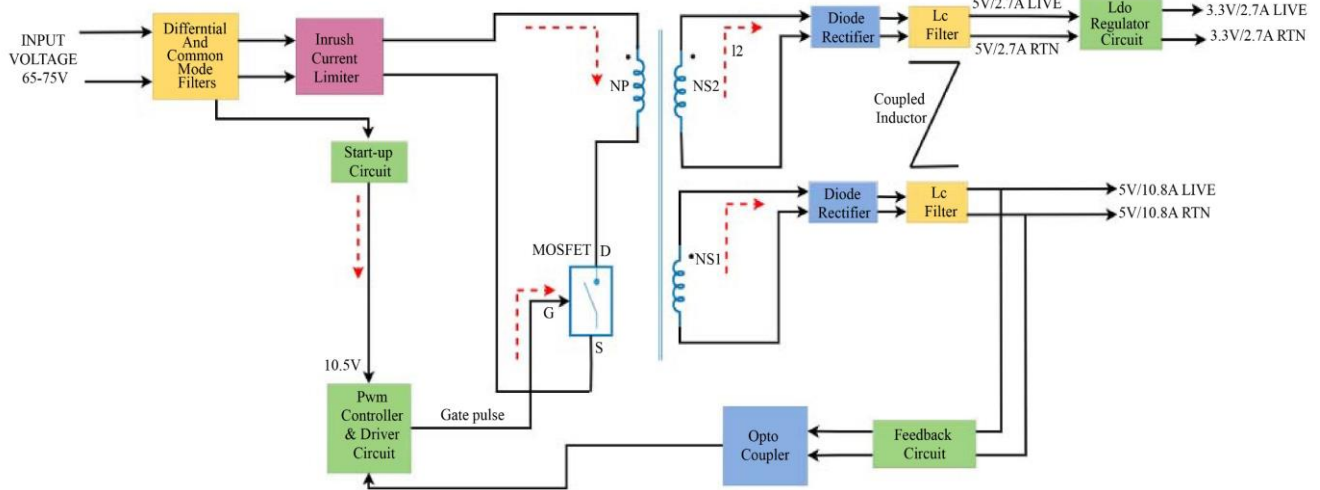 INPUT
VOLTAGE
65-75V
Differntial
And
Common
Mode
Filters
Inrush
Current
Limiter
Start-up
Circuit
10.5V
Pwm
Controller
& Driver
Circuit
Gate pulse
MOSFET
D
G
S
NP
NS2
I2
NS1
Diode
Rectifier
Lc
Filter
5V/2.7A LIVE
5V/2.7A RTN
Ldo
Regulator
Circuit
3.3V/2.7A LIVE
3.3V/2.7A RTN
Coupled
Inductor
Diode
Rectifier
Lc
Filter
5V/10.8A LIVE
5V/10.8A RTN
Opto
Coupler
Feedback
Circuit